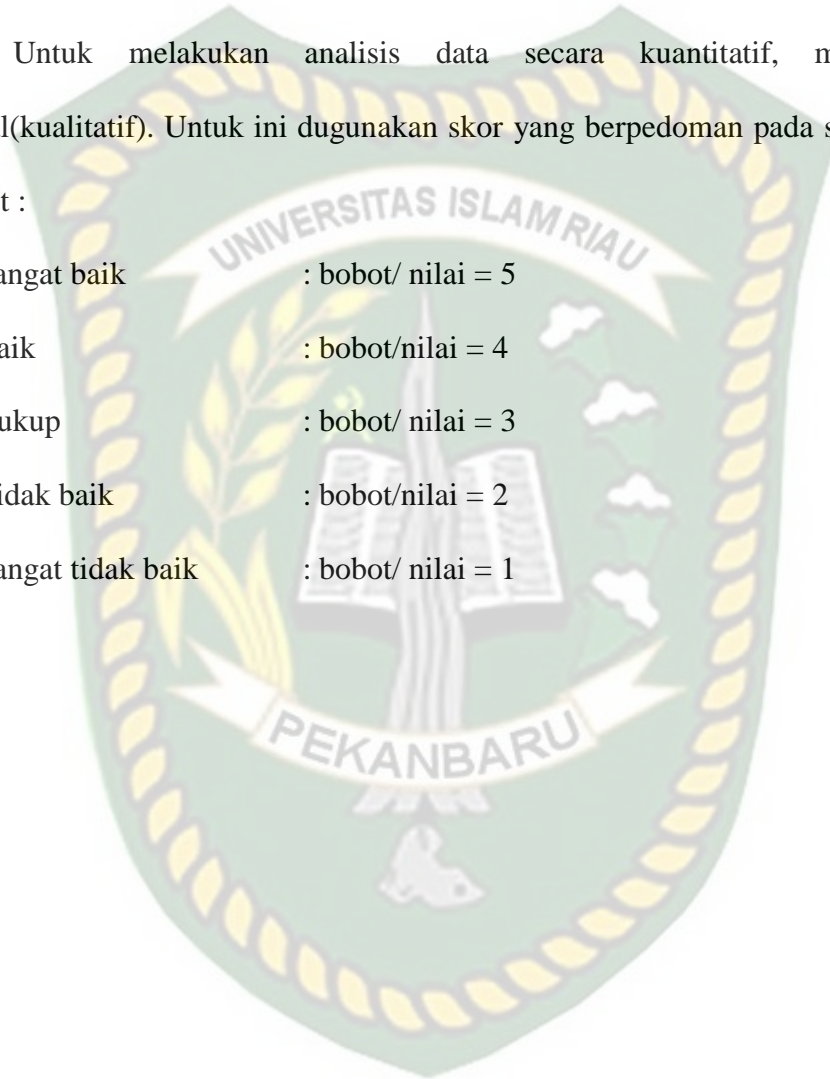 Untuk melakukan analisis data secara kuantitatif, m
l(kualitatif). Untuk ini dugunakan skor yang berpedoman pada s
t :
UNIVERSITAS ISLAM RIAU
angat baik : bobot/ nilai = 5
aik : bobot/nilai = 4
ukup : bobot/ nilai = 3
idak baik : bobot/nilai = 2
angat tidak baik : bobot/ nilai = 1
PEKANBARU